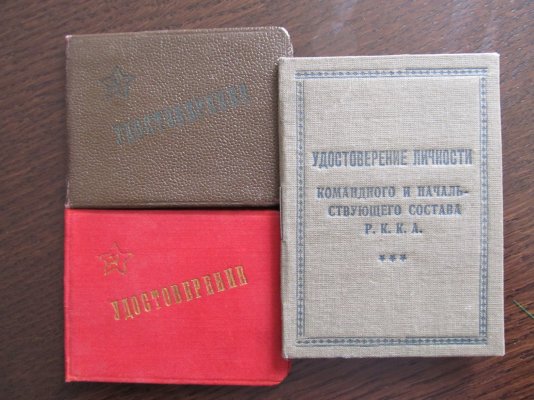 УДОСТОВЕРЕНИЕ
УДОСТОВЕРЕНИЕ
УДОСТОВЕРЕНИЕ ЛИЧНОСТИ
КОМАНДНОГО И НАЧАЛЬ-
СТВУЮЩЕГО СОСТАВА
Р. К. К. А.